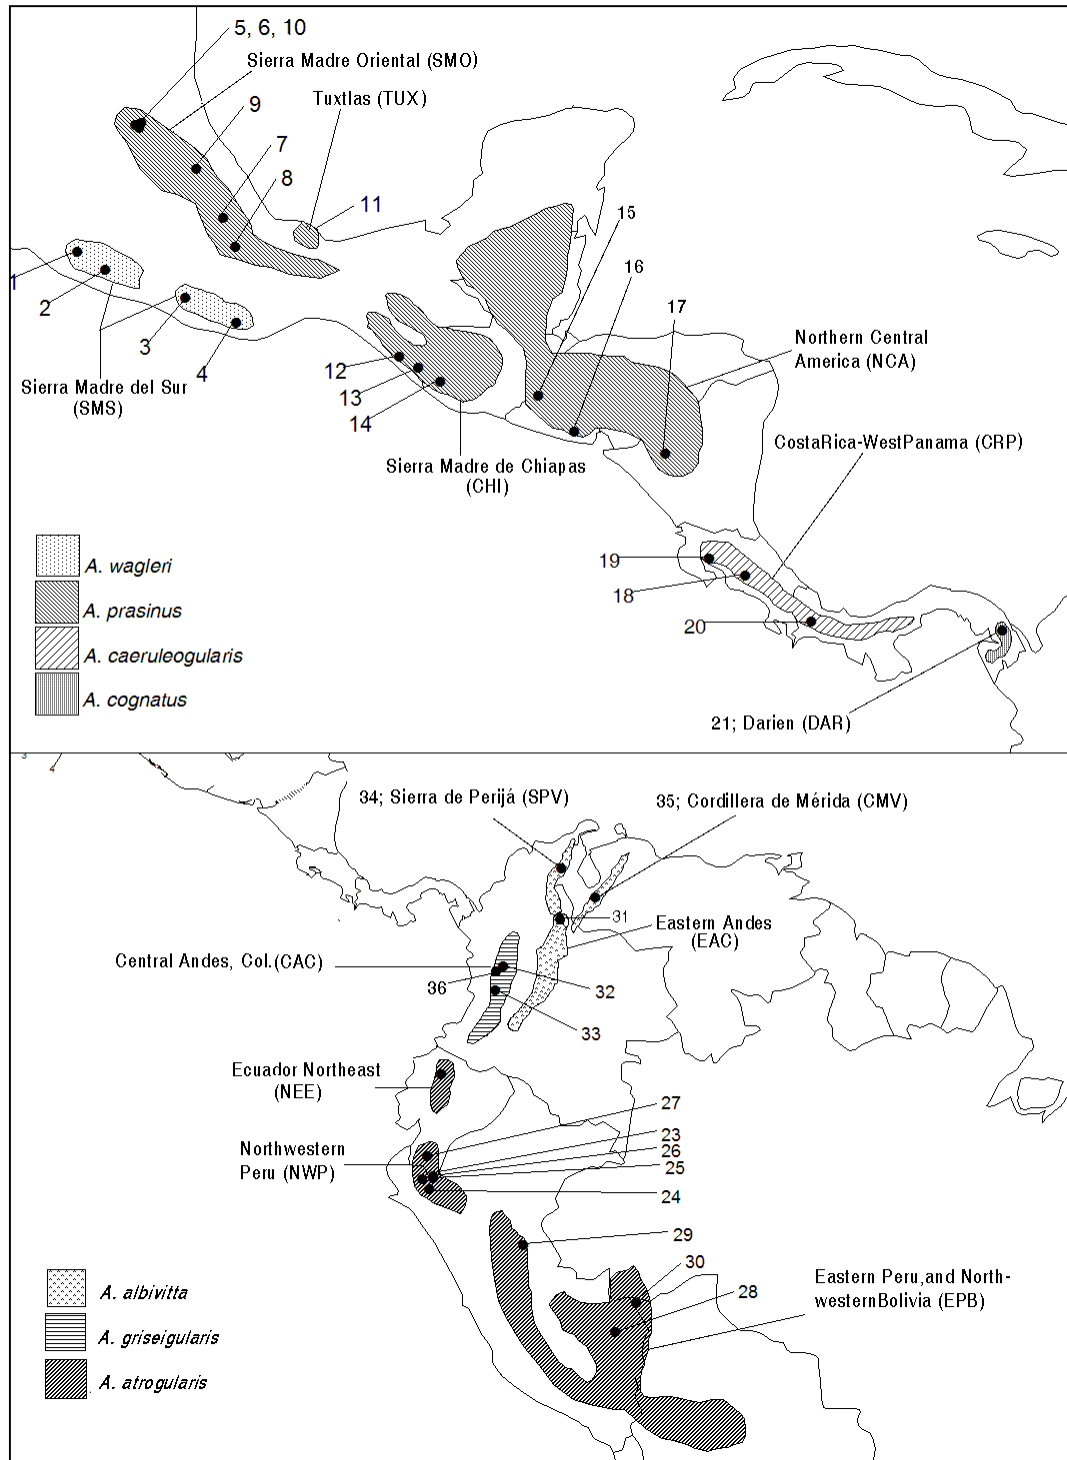 5, 6, 10
Sierra Madre Oriental (SMO)
Tuxtlas (TUX)
9
7
8
11
15
16
17
1
2
3
4
12
13
14
Northern Central
America (NCA)
Sierra Madre del Sur
(SMS)
Sierra Madre de Chiapas
(CHI)
CostaRica-WestPanama (CRP)
A. wagleri
A. prasinus
A. caeruleogularis
A. cognatus
19
18
20
21; Darien (DAR)
3
4
34; Sierra de Perijá (SPV)
35; Cordillera de Mérida (CMV)
31
Eastern Andes
(EAC)
Central Andes, Col.(CAC)
36
32
33
Ecuador Northeast
(NEE)
27
23
26
25
24
Northwestern
Peru (NWP)
29
30
28
Eastern Peru,and North-
westernBolivia (EPB)
A. albivitta
A. griseigularis
A. atrogularis